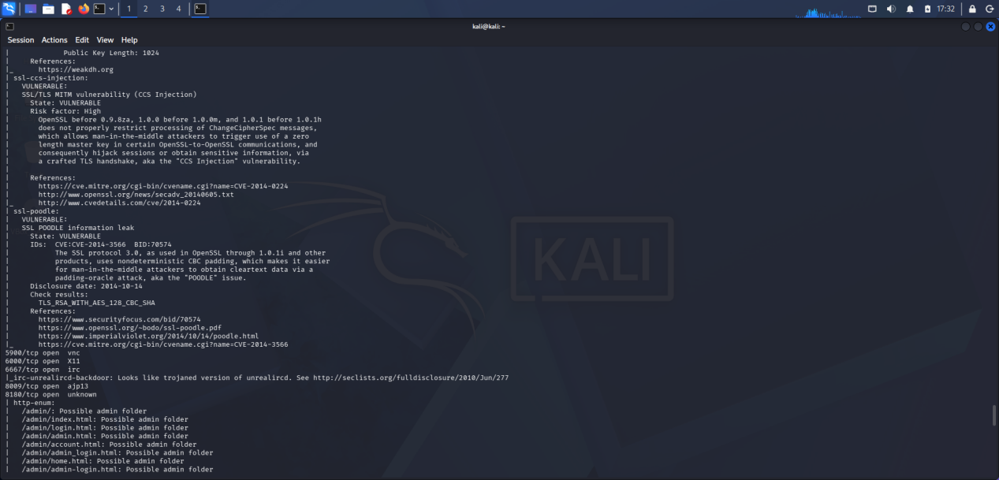 1 2 3 4 17:32
kali@kali: ~
Session Actions Edit View Help
| Public Key Length: 1024
| References:
|_ https://weakdh.org
| ssl-ccs-injection:
| VULNERABLE:
| SSL/TLS MITM vulnerability (CCS Injection)
| State: VULNERABLE
| Risk factor: High
| OpenSSL before 0.9.8za, 1.0.0 before 1.0.0m, and 1.0.1 before 1.0.1h
| does not properly restrict processing of ChangeCipherSpec messages,
| which allows man-in-the-middle attackers to trigger use of a zero
| length master key in certain OpenSSL-to-OpenSSL communications, and
| consequently hijack sessions or obtain sensitive information, via
| a crafted TLS handshake, aka the "CCS Injection" vulnerability.
|
| References:
| https://cve.mitre.org/cgi-bin/cvename.cgi?name=CVE-2014-0224
| http://www.openssl.org/news/secadv_20140605.txt
|_ http://www.cvedetails.com/cve/2014-0224
| ssl-poodle:
| VULNERABLE:
| SSL POODLE information leak
| State: VULNERABLE
| IDs: CVE:CVE-2014-3566 BID:70574
| The SSL protocol 3.0, as used in OpenSSL through 1.0.1i and other
| products, uses nondeterministic CBC padding, which makes it easier
| for man-in-the-middle attackers to obtain cleartext data via a
| padding-oracle attack, aka the "POODLE" issue.
| Disclosure date: 2014-10-14
| Check results:
| TLS_RSA_WITH_AES_128_CBC_SHA
| References:
| https://www.securityfocus.com/bid/70574
| https://www.openssl.org/~bodo/ssl-poodle.pdf
| https://www.imperialviolet.org/2014/10/14/poodle.html
|_ https://cve.mitre.org/cgi-bin/cvename.cgi?name=CVE-2014-3566
5900/tcp open vnc
6000/tcp open X11
6667/tcp open irc
|_irc-unrealircd-backdoor: Looks like trojaned version of unrealircd. See http://seclists.org/fulldisclosure/2010/Jun/277
8009/tcp open ajp13
8180/tcp open unknown
| http-enum:
| /admin/: Possible admin folder
| /admin/index.html: Possible admin folder
| /admin/login.html: Possible admin folder
| /admin/admin.html: Possible admin folder
| /admin/account.html: Possible admin folder
| /admin/admin_login.html: Possible admin folder
| /admin/home.html: Possible admin folder
| /admin/admin-login.html: Possible admin folder
KALI